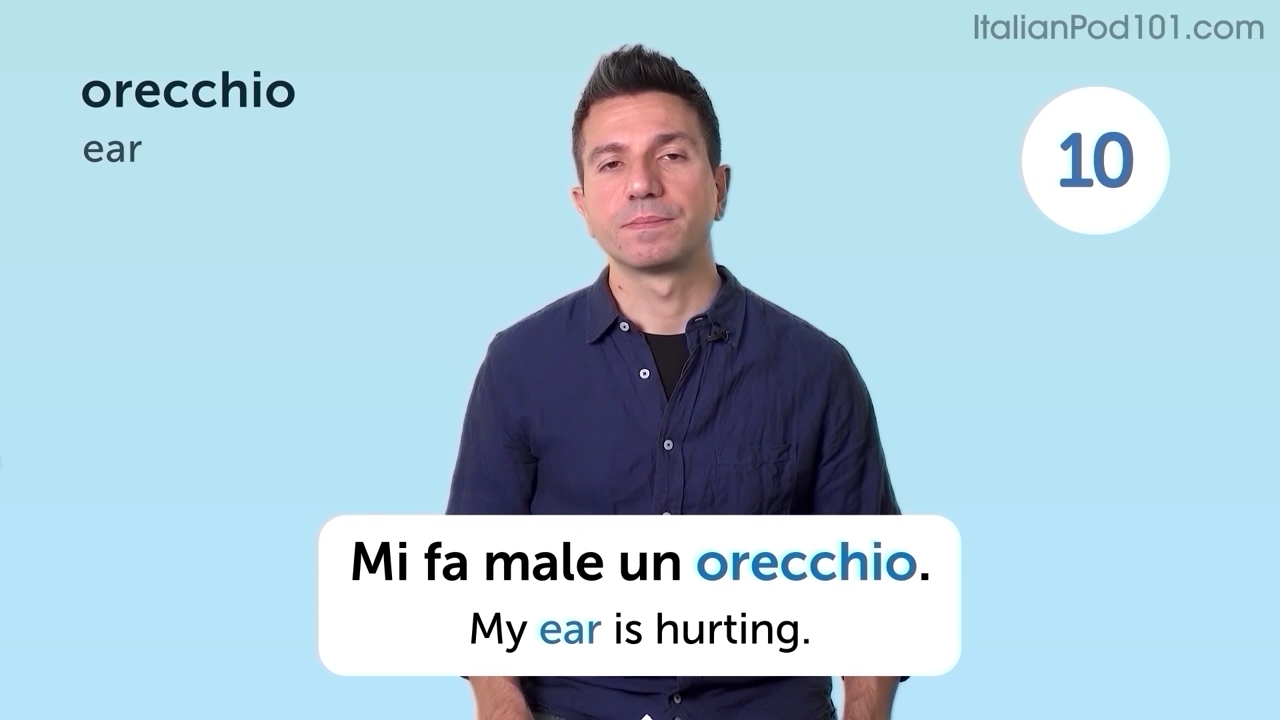 ItalianPod101.com
orecchio
ear
10
Mi fa male un orecchio.
My ear is hurting.